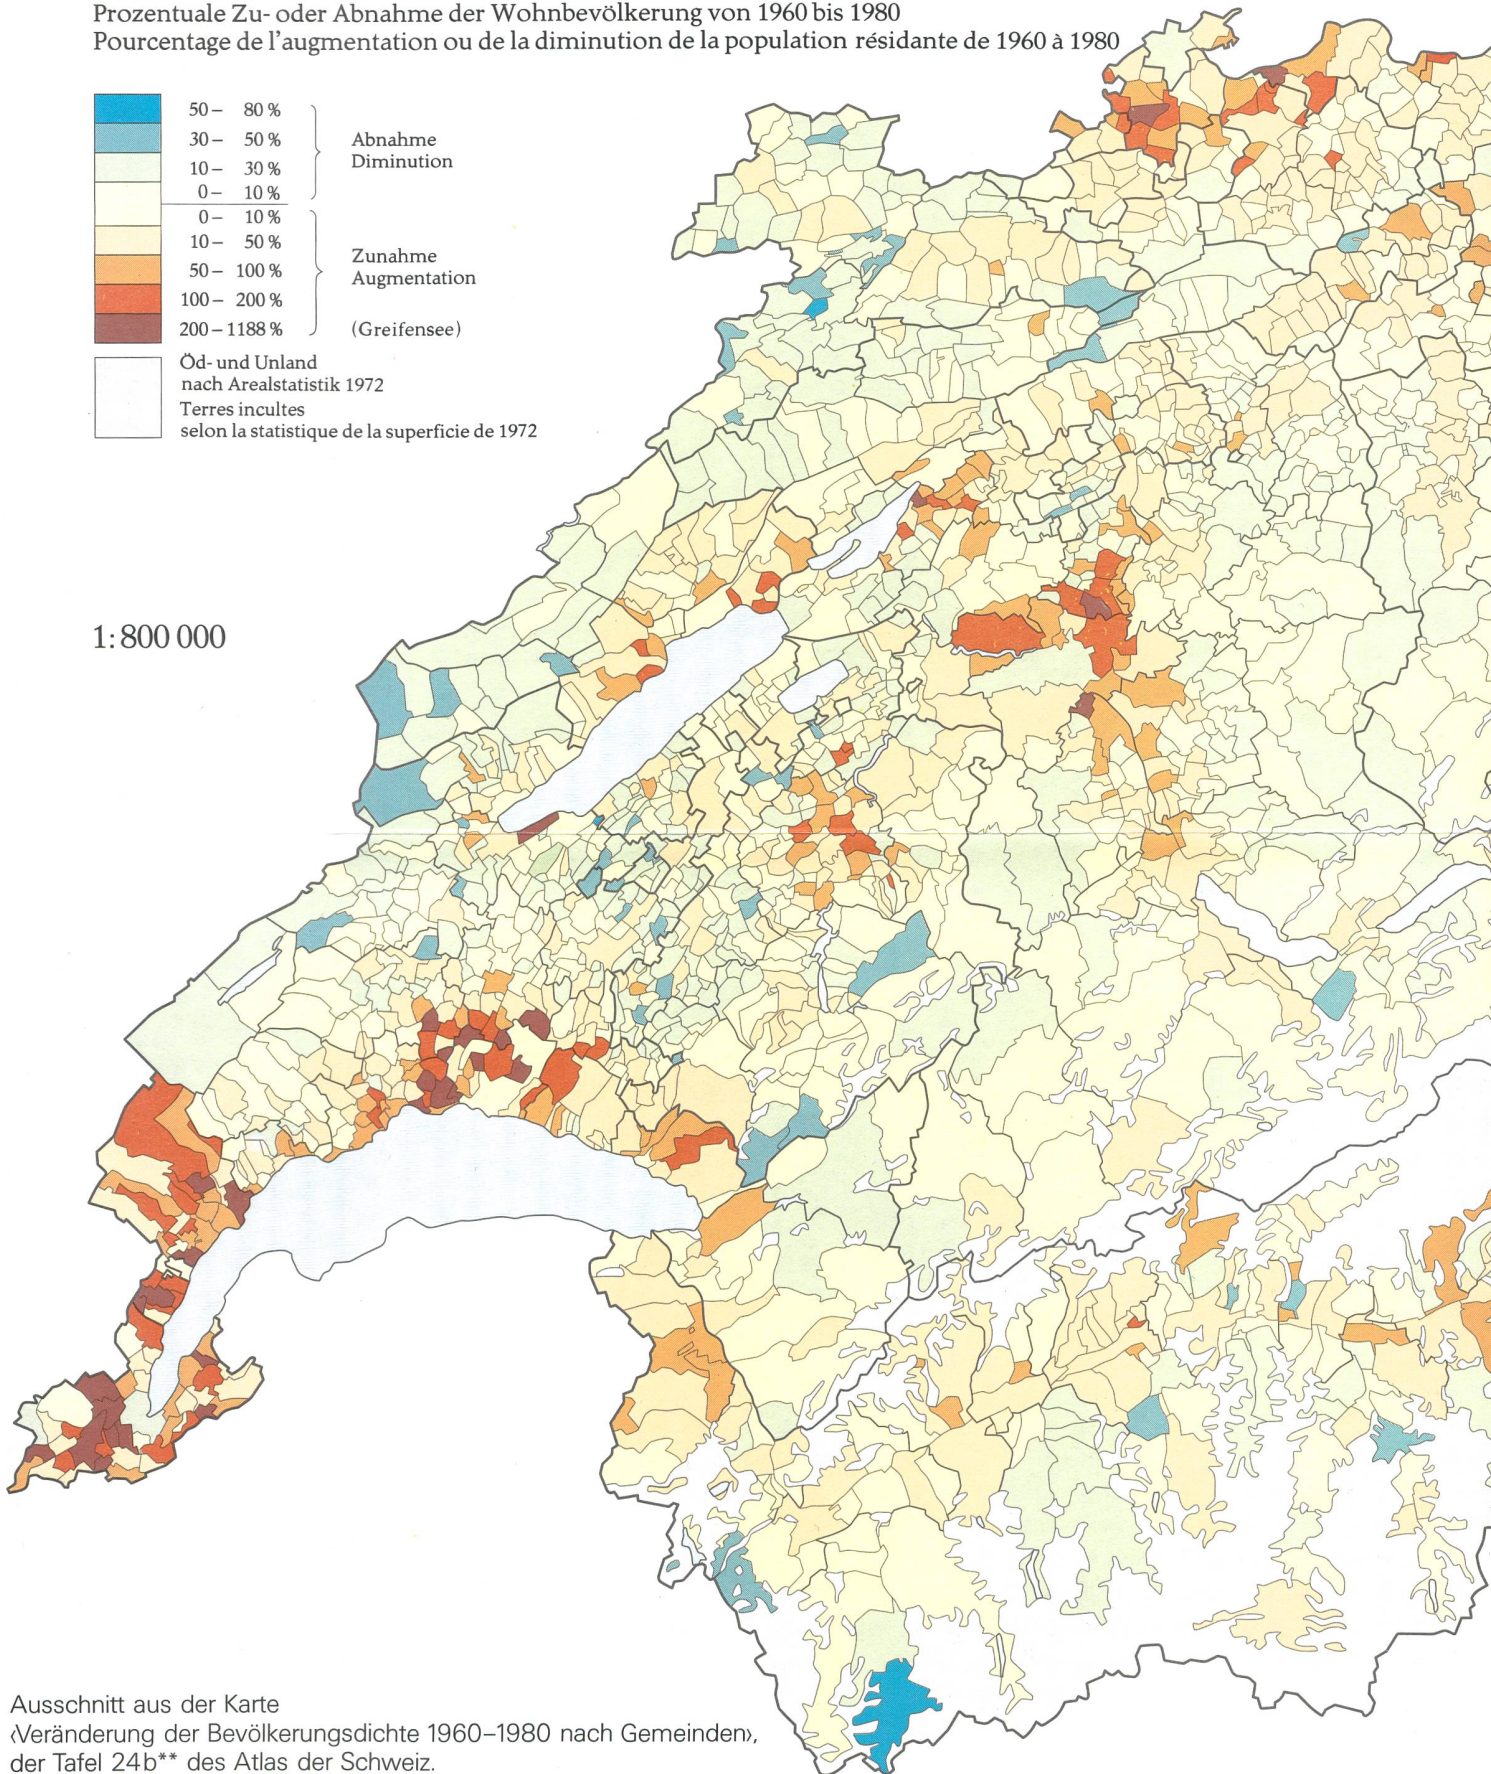 Prozentuale Zu- oder Abnahme der Wohnbevölkerung von 1960 bis 1980
Pourcentage de l'augmentation ou de la diminution de la population résidante de 1960 à 1980
50 – 80 %
30 – 50 %
10 – 30 %
0 – 10 %
Abnahme
Diminution
0 – 10 %
10 – 50 %
50 – 100 %
100 – 200 %
200 – 1188 %
Zunahme
Augmentation
(Greifensee)
Öd- und Unland
nach Arealstatistik 1972
Terres incultes
selon la statistique de la superficie de 1972
1:800 000
Ausschnitt aus der Karte
‹Veränderung der Bevölkerungsdichte 1960–1980 nach Gemeinden›,
der Tafel 24b** des Atlas der Schweiz.